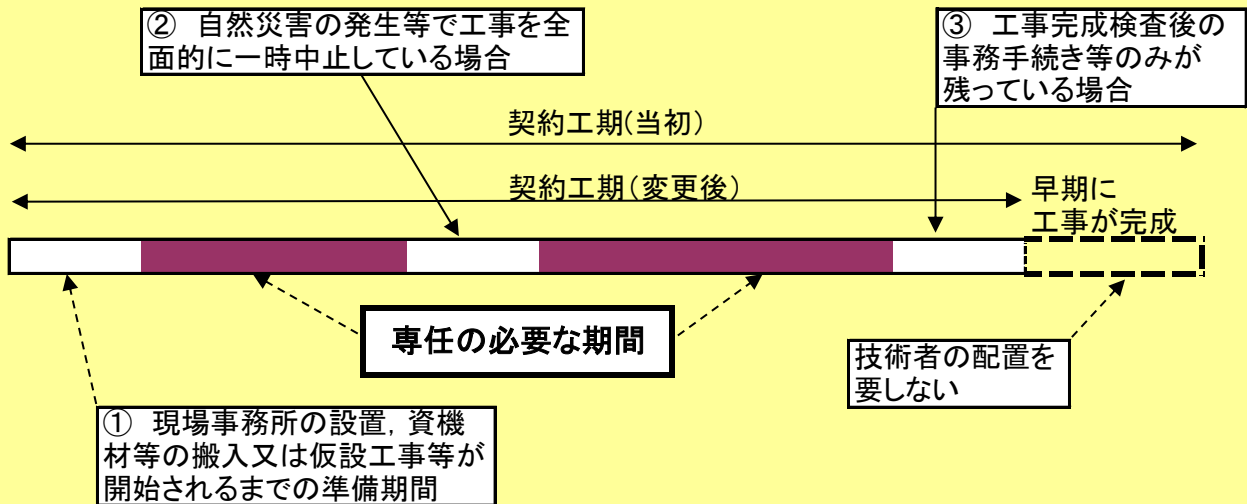 ② 自然災害の発生等で工事を全
面的に一時中止している場合
③ 工事完成検査後の
事務手続き等のみが
残っている場合
契約工期(当初)
契約工期(変更後)
早期に
工事が完成
専任の必要な期間
技術者の配置を
要しない
① 現場事務所の設置, 資機
材等の搬入又は仮設工事等が
開始されるまでの準備期間